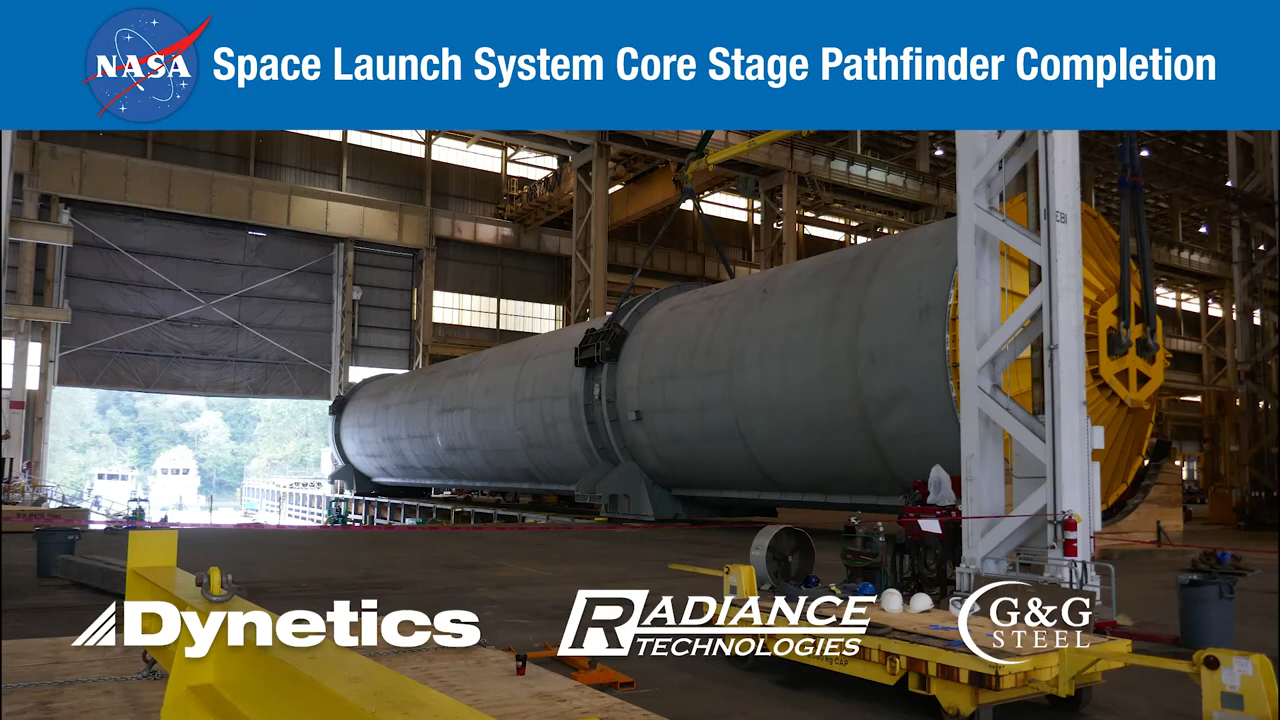 NASA
Space Launch System Core Stage Pathfinder Completion
Dynetics
RADIANCE
TECHNOLOGIES
G&G
STEEL